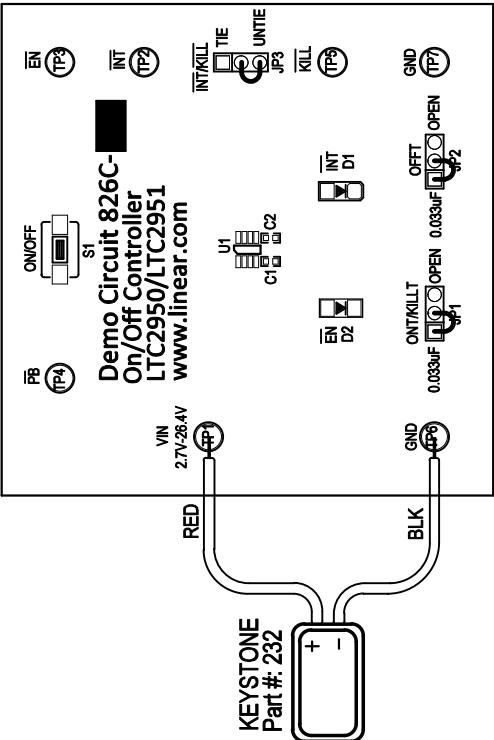 EN
TP3
INT
TP2
INT/KILL
TIE
UNTIE
JP3
KILL
TP5
GND
TP7
ON/OFF
S1
Demo Circuit 826C-
On/Off Controller
LTC2950/LTC2951
www.linear.com
U1
C1
C2
INT
D1
EN
D2
OFFT
OPEN
JP2
0.033uF
ONT/KILLT
OPEN
JP1
0.033uF
PB
TP4
VIN
2.7V-26.4V
TP1
GND
TP6
RED
BLK
KEYSTONE
Part #: 232
+
–